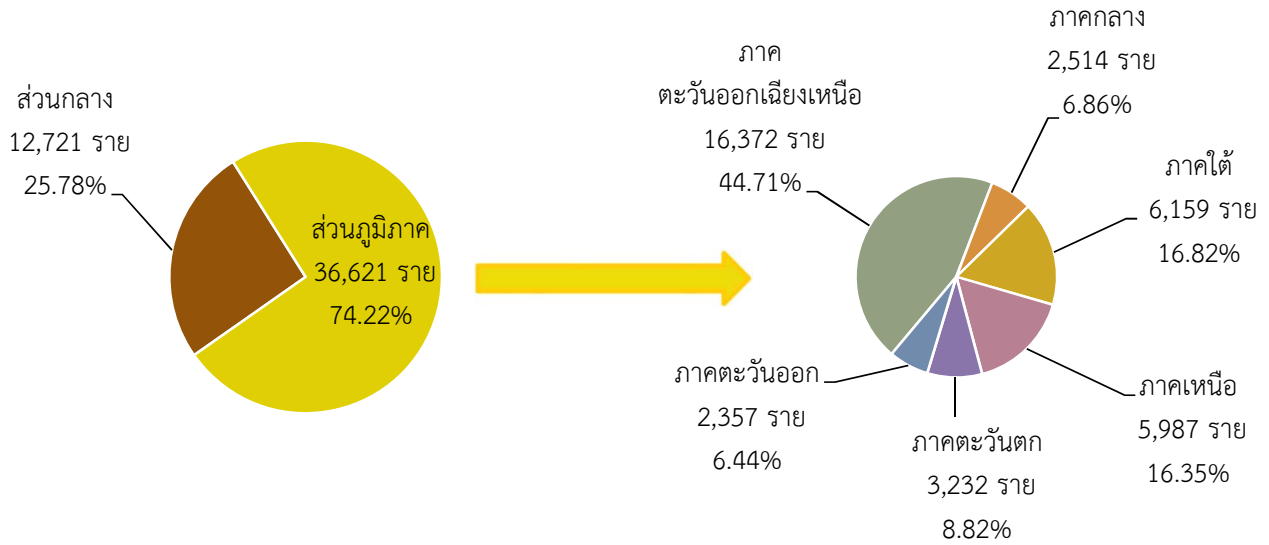 ส่วนกลาง
12,721 ราย
25.78%
ส่วนภูมิภาค
36,621 ราย
74.22%
ภาค
ตะวันออกเฉียงเหนือ
16,372 ราย
44.71%
ภาคกลาง
2,514 ราย
6.86%
ภาคใต้
6,159 ราย
16.82%
ภาคเหนือ
5,987 ราย
16.35%
ภาคตะวันตก
3,232 ราย
8.82%
ภาคตะวันออก
2,357 ราย
6.44%